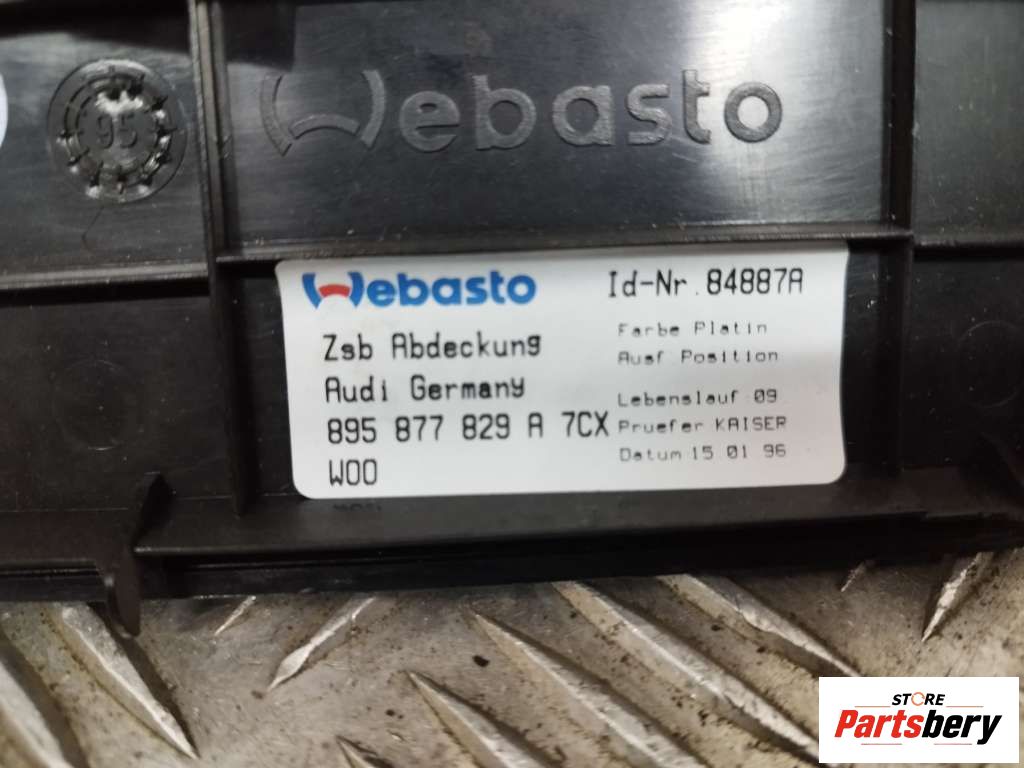 95
Webasto
Webasto
Id-Nr.84887A
Zsb Abdeckung
Farbe Platin
Ausf Position
Audi Germany
Lebenslauf 09
895 877 829 A 7CX
Pruefer KAISER
W00
Datum 15 01 96
STORE
Partsbery